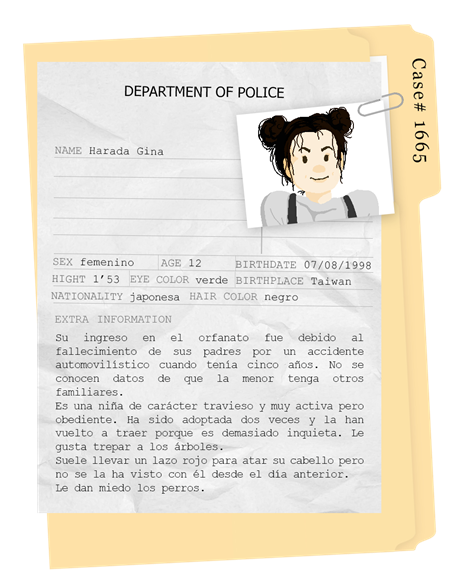 Case# 1665
DEPARTMENT OF POLICE
NAME Harada Gina
SEX femenino AGE 12 BIRTHDATE 07/08/1998
HIGHT 1’53 EYE COLOR verde BIRTHPLACE Taiwan
NATIONALITY japonesa HAIR COLOR negro
EXTRA INFORMATION
Su ingreso en el orfanato fue debido al
fallecimiento de sus padres por un accidente
automovilístico cuando tenía cinco años. No se
conocen datos de que la menor tenga otros
familiares.
Es una niña de carácter travieso y muy activa pero
obediente. Ha sido adoptada dos veces y la han
vuelto a traer porque es demasiado inquieta. Le
gusta trepar a los árboles.
Suele llevar un lazo rojo para atar su cabello pero
no se la ha visto con él desde el día anterior.
Le dan miedo los perros.